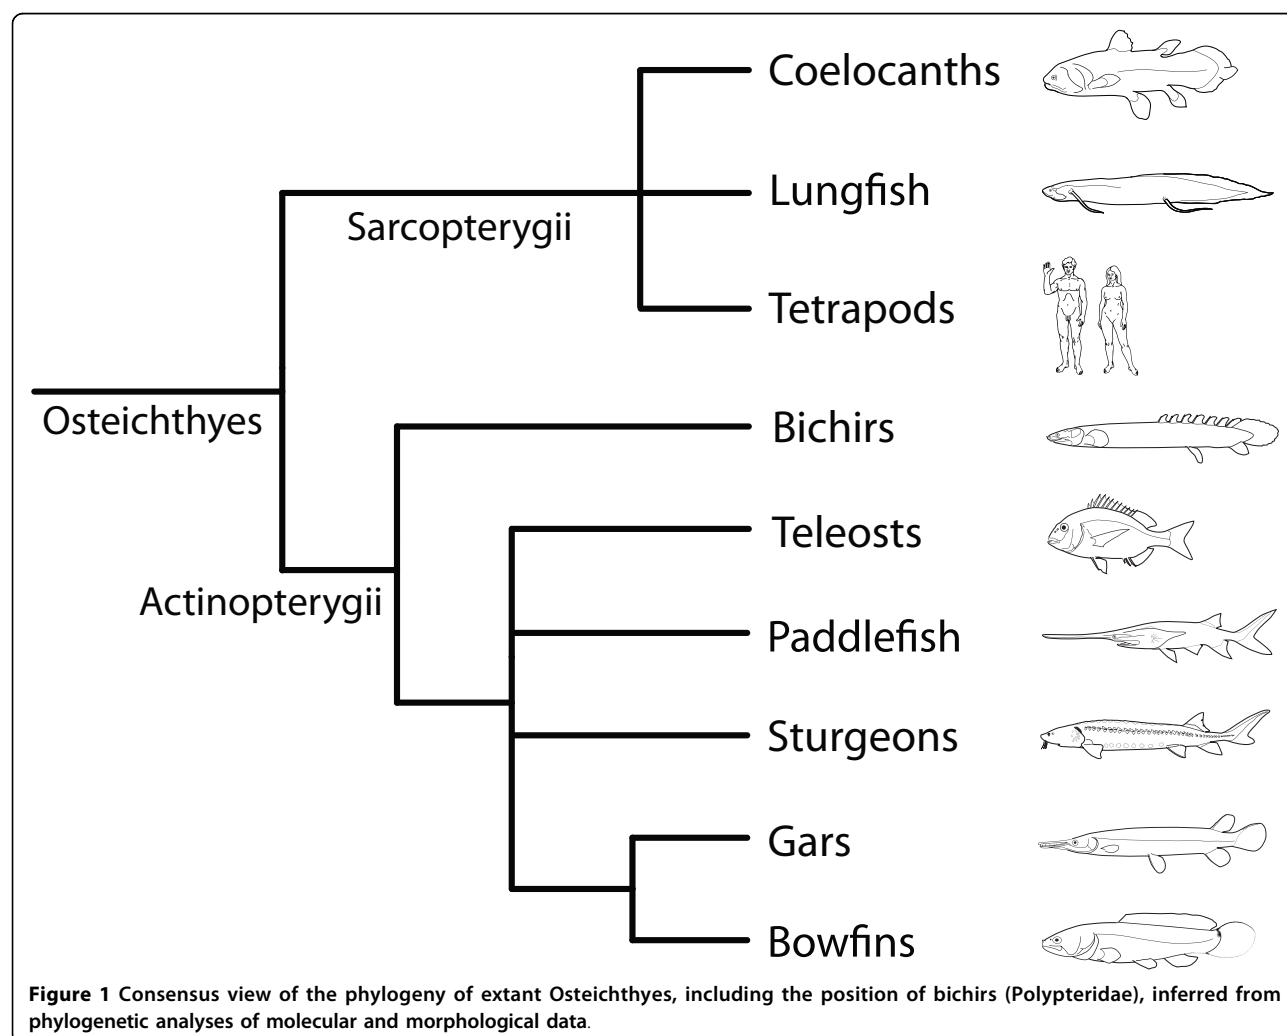 Coelocanths
Lungfish
Sarcopterygii
Tetrapods
Osteichthyes
Bichirs
Teleosts
Actinopterygii
Paddlefish
Sturgeons
Gars
Bowfins
Figure 1 Consensus view of the phylogeny of extant Osteichthyes, including the position of bichirs (Polypteridae), inferred from
phylogenetic analyses of molecular and morphological data.